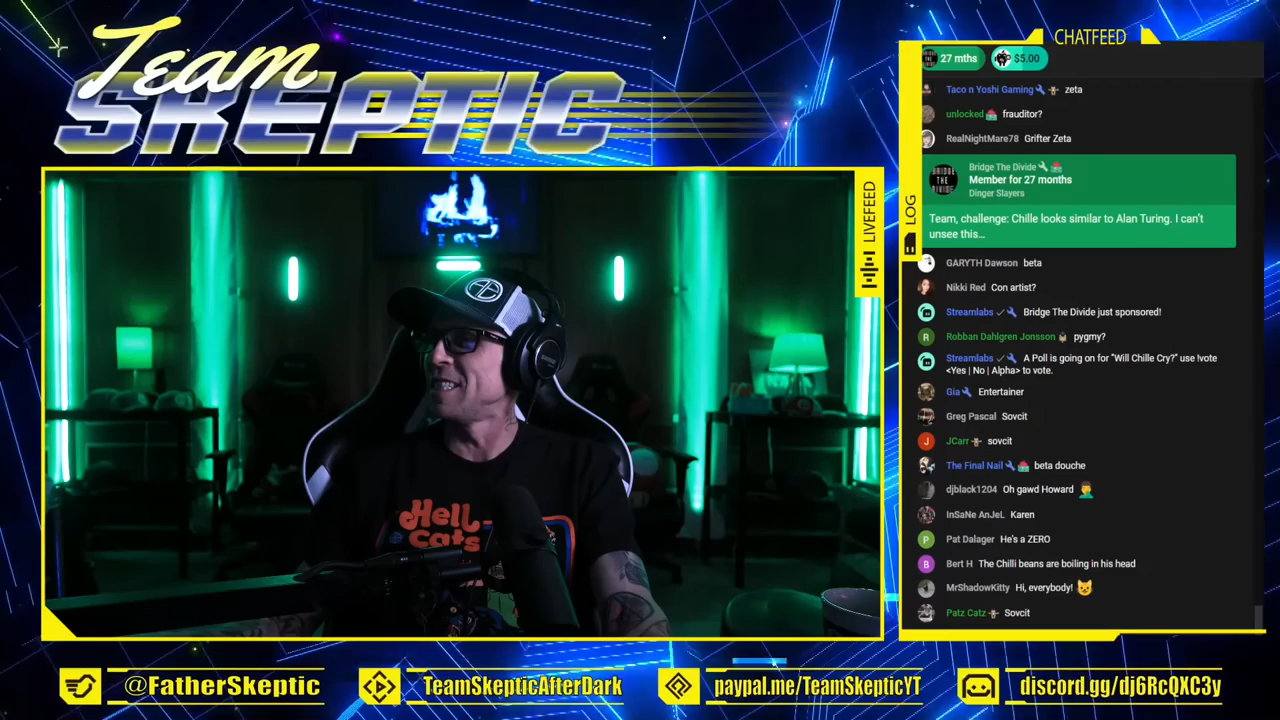 Team
SKEPTIC
CHATFEED
27 mths
$5.00
Taco n Yoshi Gaming zeta
unlocked frauditor?
RealNightMare78 Grifter Zeta
BRIDGE
THE
DIVIDE
Bridge The Divide
Member for 27 months
Dinger Slayers
Team, challenge: Chille looks similar to Alan Turing. I can't
unsee this...
GARYTH Dawson beta
Nikki Red Con artist?
Streamlabs Bridge The Divide just sponsored!
R Robban Dahlgren Jonsson pygmy?
Streamlabs A Poll is going on for "Will Chille Cry?" use !vote
<Yes | No | Alpha> to vote.
Gia Entertainer
Greg Pascal Sovcit
J JCarr sovcit
The Final Nail beta douche
djblack1204 Oh gawd Howard
InSaNe AnJeL Karen
P Pat Dalager He's a ZERO
B Bert H The Chilli beans are boiling in his head
MrShadowKitty Hi, everybody!
Patz Catz Sovcit
LIVEFEED
LOG
Hell
Cats
@FatherSkeptic
TeamSkepticAfterDark
paypal.me/TeamSkepticYT
discord.gg/dj6RcQXC3y